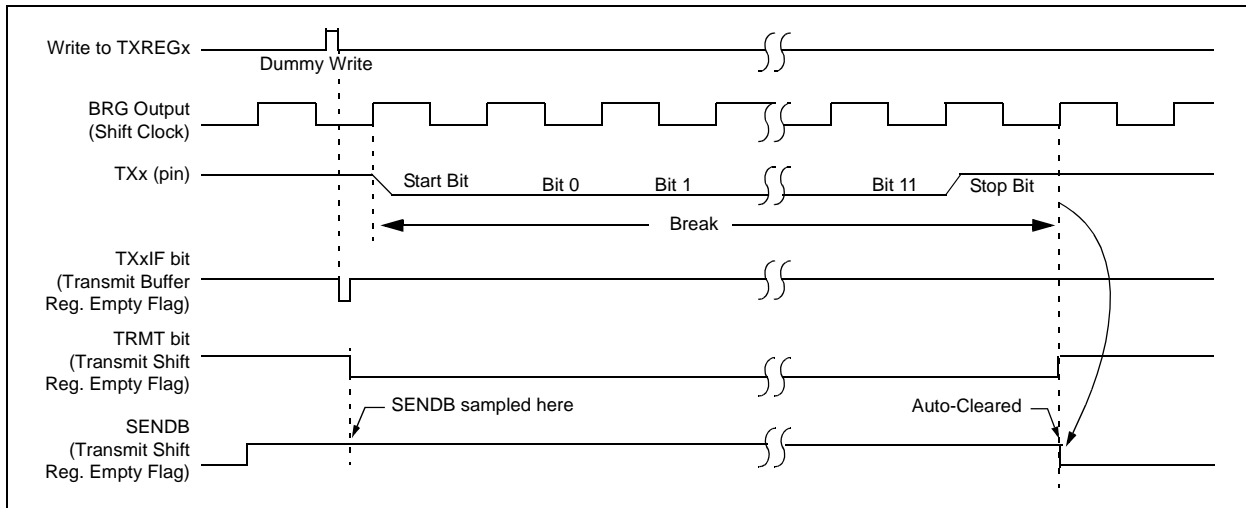 Write to TXREGx
Dummy Write
BRG Output
(Shift Clock)
TXx (pin)
Start Bit
Bit 0
Bit 1
Bit 11
Stop Bit
Break
TXxIF bit
(Transmit Buffer
Reg. Empty Flag)
TRMT bit
(Transmit Shift
Reg. Empty Flag)
SENDB sampled here
Auto-Cleared
SENDB
(Transmit Shift
Reg. Empty Flag)